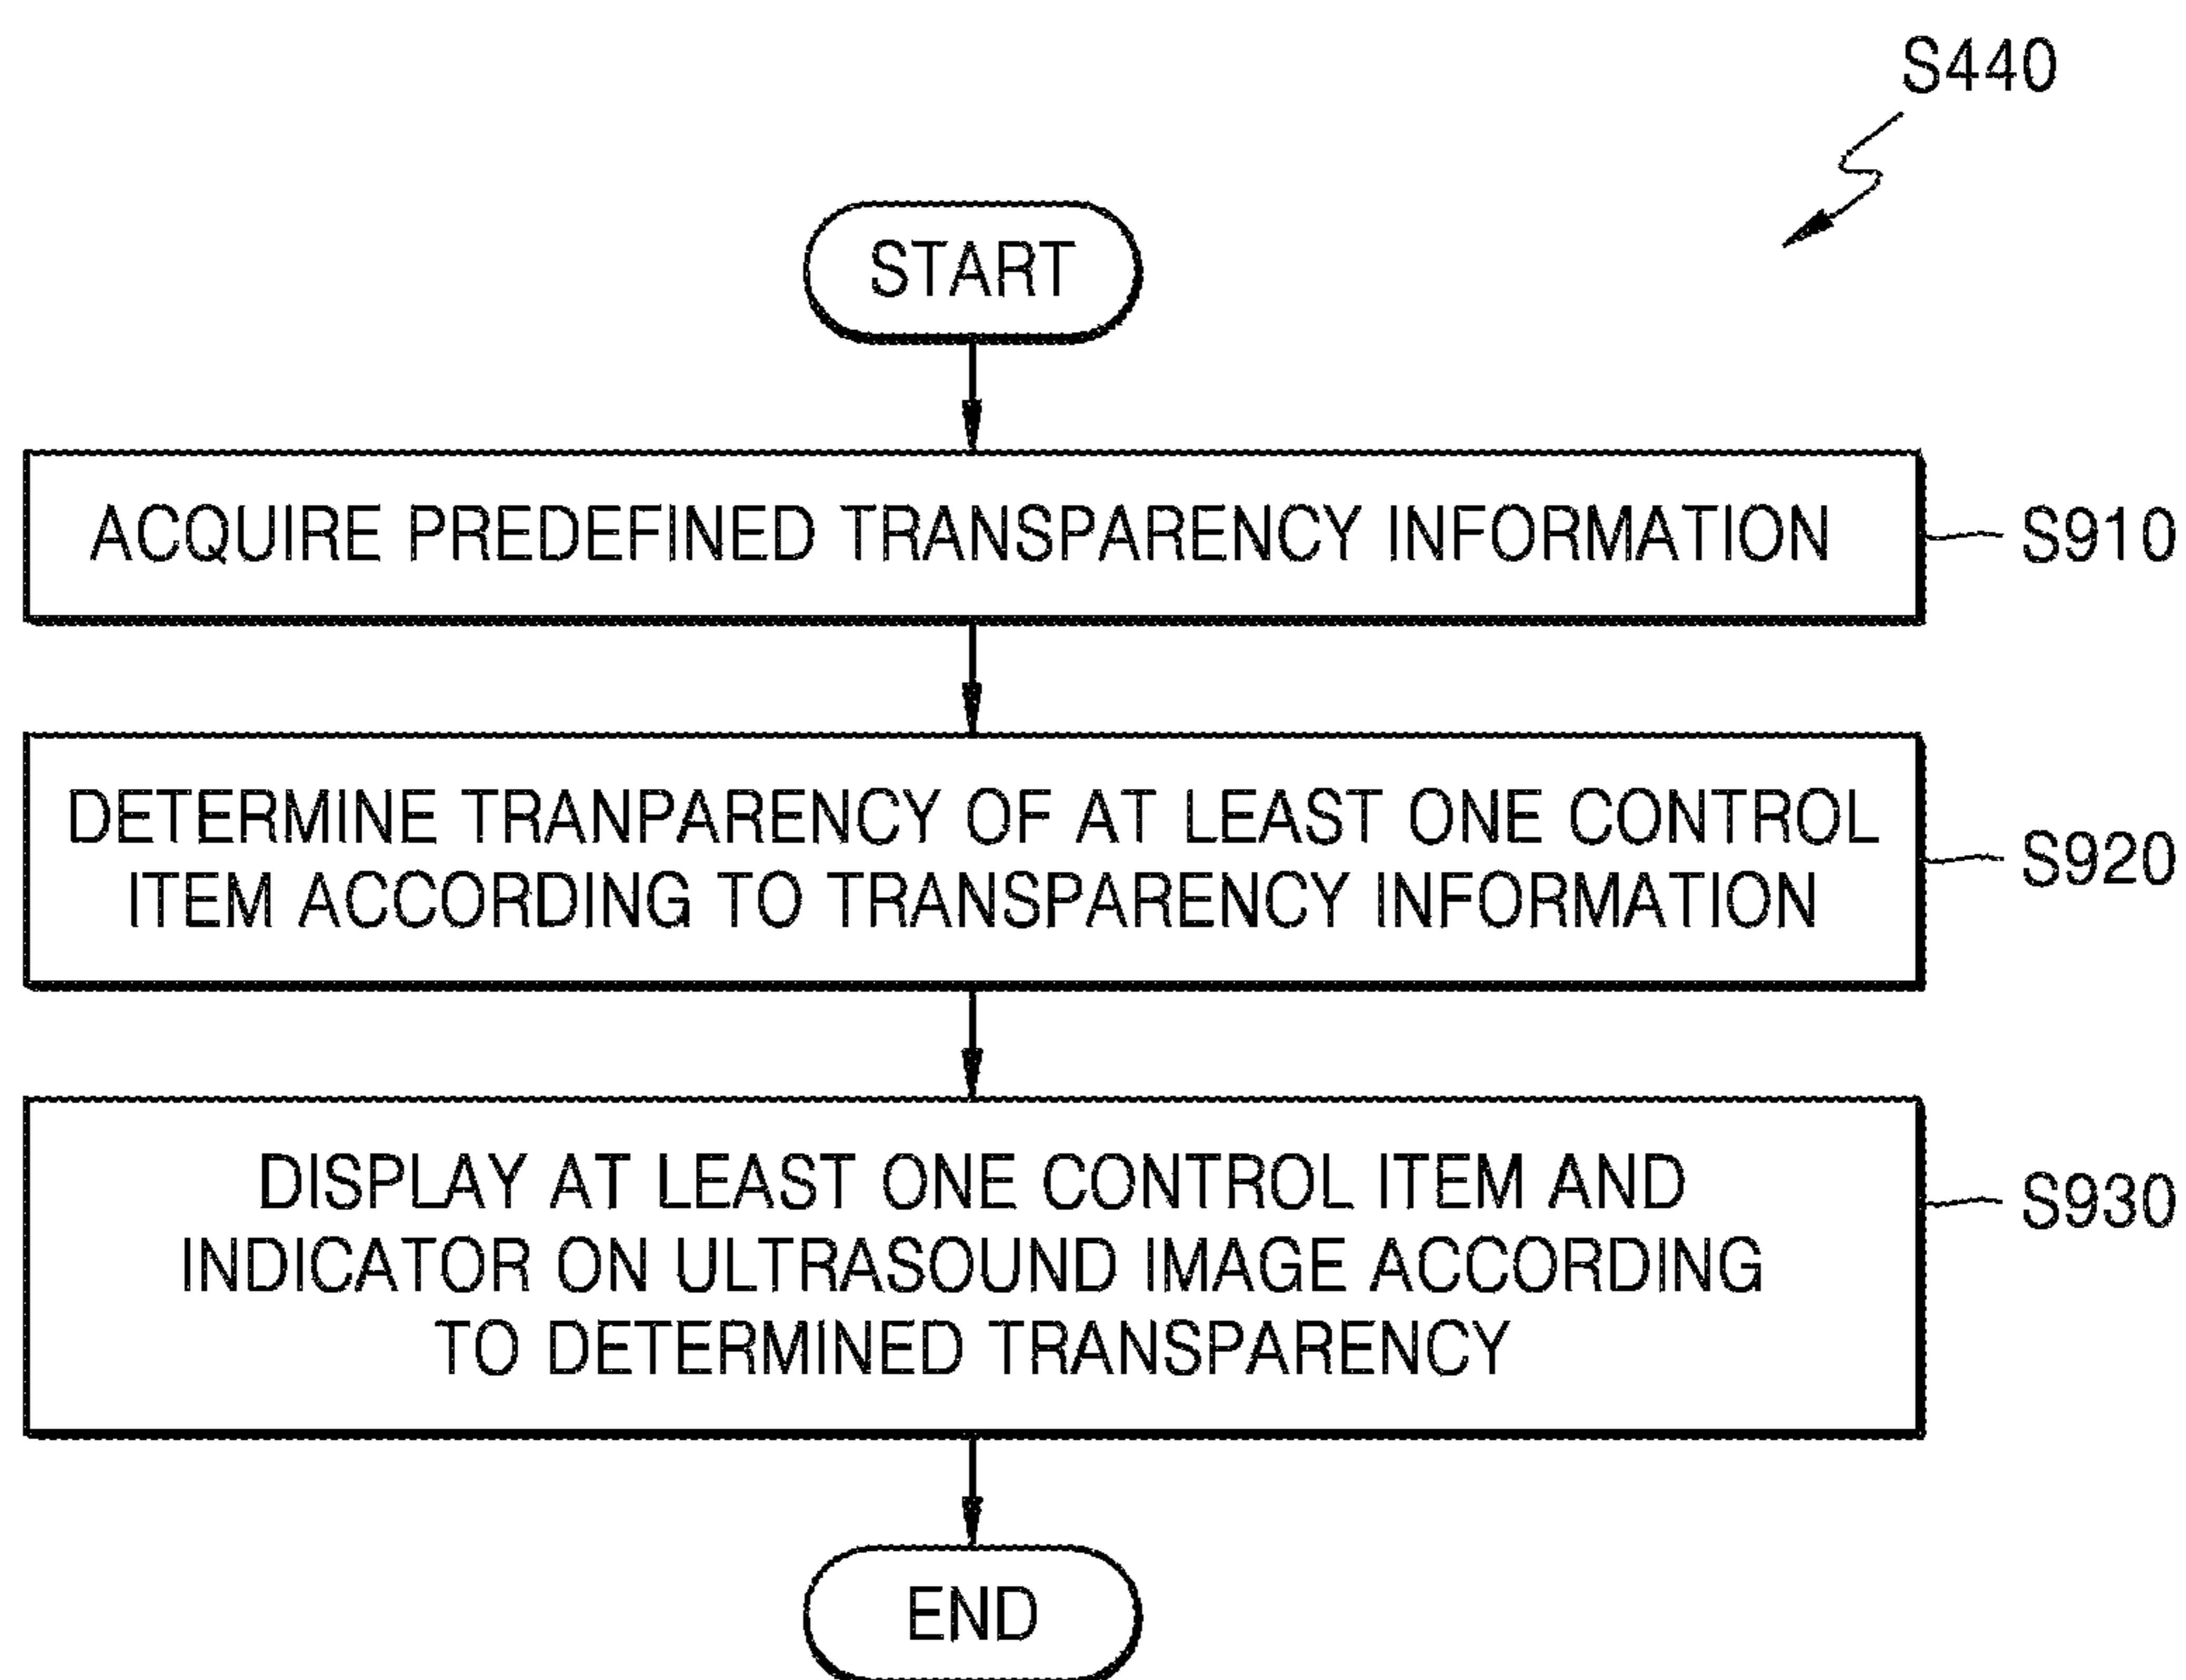 S440
START
ACQUIRE PREDEFINED TRANSPARENCY INFORMATION
S910
DETERMINE TRANPARENCY OF AT LEAST ONE CONTROL
ITEM ACCORDING TO TRANSPARENCY INFORMATION
S920
DISPLAY AT LEAST ONE CONTROL ITEM AND
INDICATOR ON ULTRASOUND IMAGE ACCORDING
TO DETERMINED TRANSPARENCY
S930
END